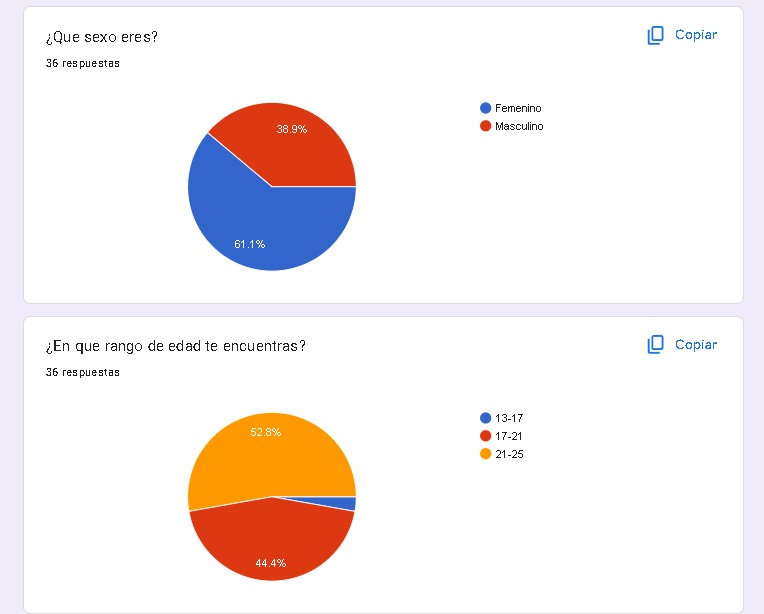 ¿Que sexo eres?
Copiar
36 respuestas
Femenino
Masculino
38.9%
61.1%
¿En que rango de edad te encuentras?
Copiar
36 respuestas
13-17
17-21
21-25
52.8%
44.4%